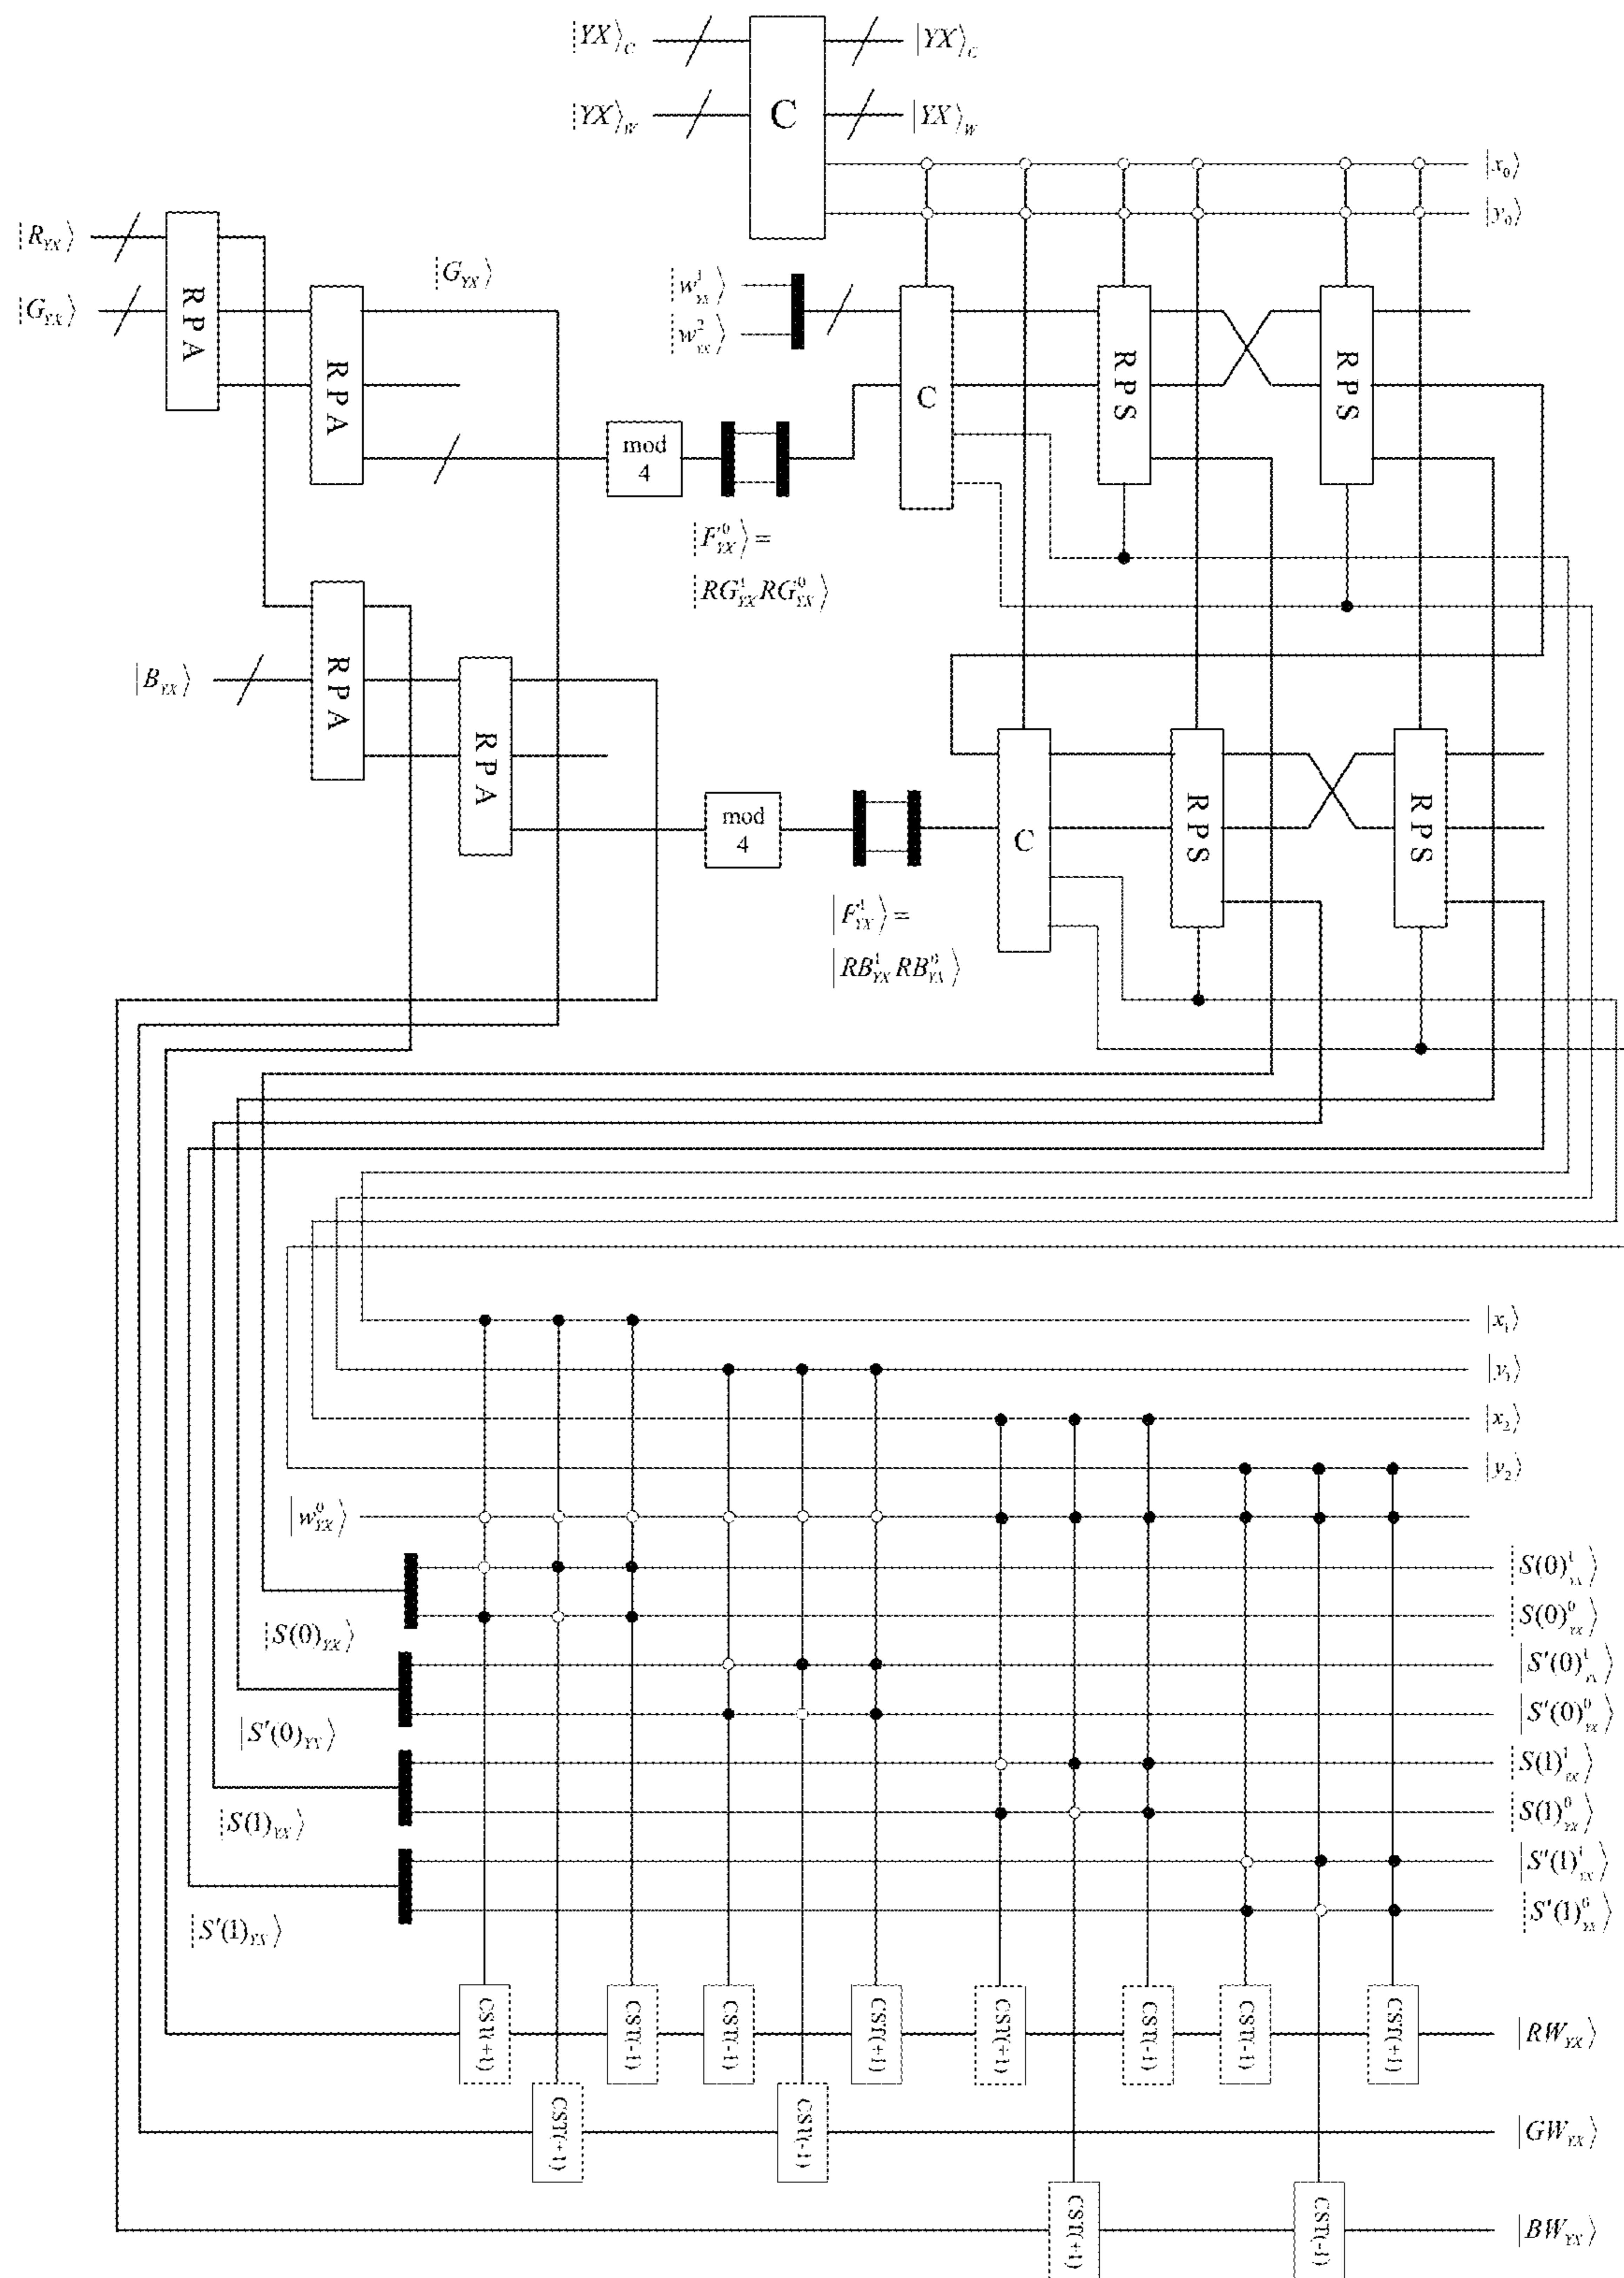 |YX⟩_C |YX⟩_C
|YX⟩_W C |YX⟩_W
|x_0⟩
|y_0⟩
|R_YX⟩
|G_YX⟩ RPA |G_YX⟩ |w^1_YX⟩
|w^2_YX⟩
RPA C RPS RPS
mod 4
|F^0_YX⟩ =
|RG^1_YX RG^0_YX⟩
|B_YX⟩ RPA
RPA C RPS RPS
mod 4
|F^1_YX⟩ =
|RB^1_YX RB^0_YX⟩
|x_1⟩
|y_1⟩
|x_2⟩
|y_2⟩
|w^0_YX⟩
|S(0)^1_YX⟩
|S(0)^0_YX⟩
|S(0)_YX⟩
|S'(0)^1_YX⟩
|S'(0)^0_YX⟩
|S'(0)_YX⟩
|S(1)^1_YX⟩
|S(1)^0_YX⟩
|S(1)_YX⟩
|S'(1)^1_YX⟩
|S'(1)^0_YX⟩
|S'(1)_YX⟩
CST(+1) CST(-1) CST(-1) CST(+1) CST(+1) CST(-1) CST(-1) CST(+1) |RW_YX⟩
CST(+1) CST(-1) |GW_YX⟩
CST(+1) CST(-1) |BW_YX⟩